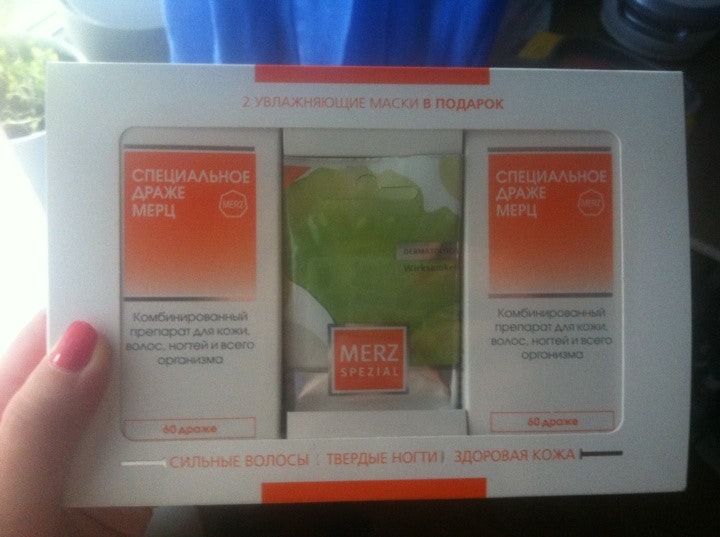 2 УВЛАЖНЯЮЩИЕ МАСКИ В ПОДАРОК
СПЕЦИАЛЬНОЕ
ДРАЖЕ
МЕРЦ
MERZ
Комбинированный
препарат для кожи,
волос, ногтей и всего
организма
60 драже
MERZ
SPEZIAL
СПЕЦИАЛЬНОЕ
ДРАЖЕ
МЕРЦ
MERZ
Комбинированный
препарат для кожи,
волос, ногтей и всего
организма
60 драже
СИЛЬНЫЕ ВОЛОСЫ | ТВЕРДЫЕ НОГТИ | ЗДОРОВАЯ КОЖА